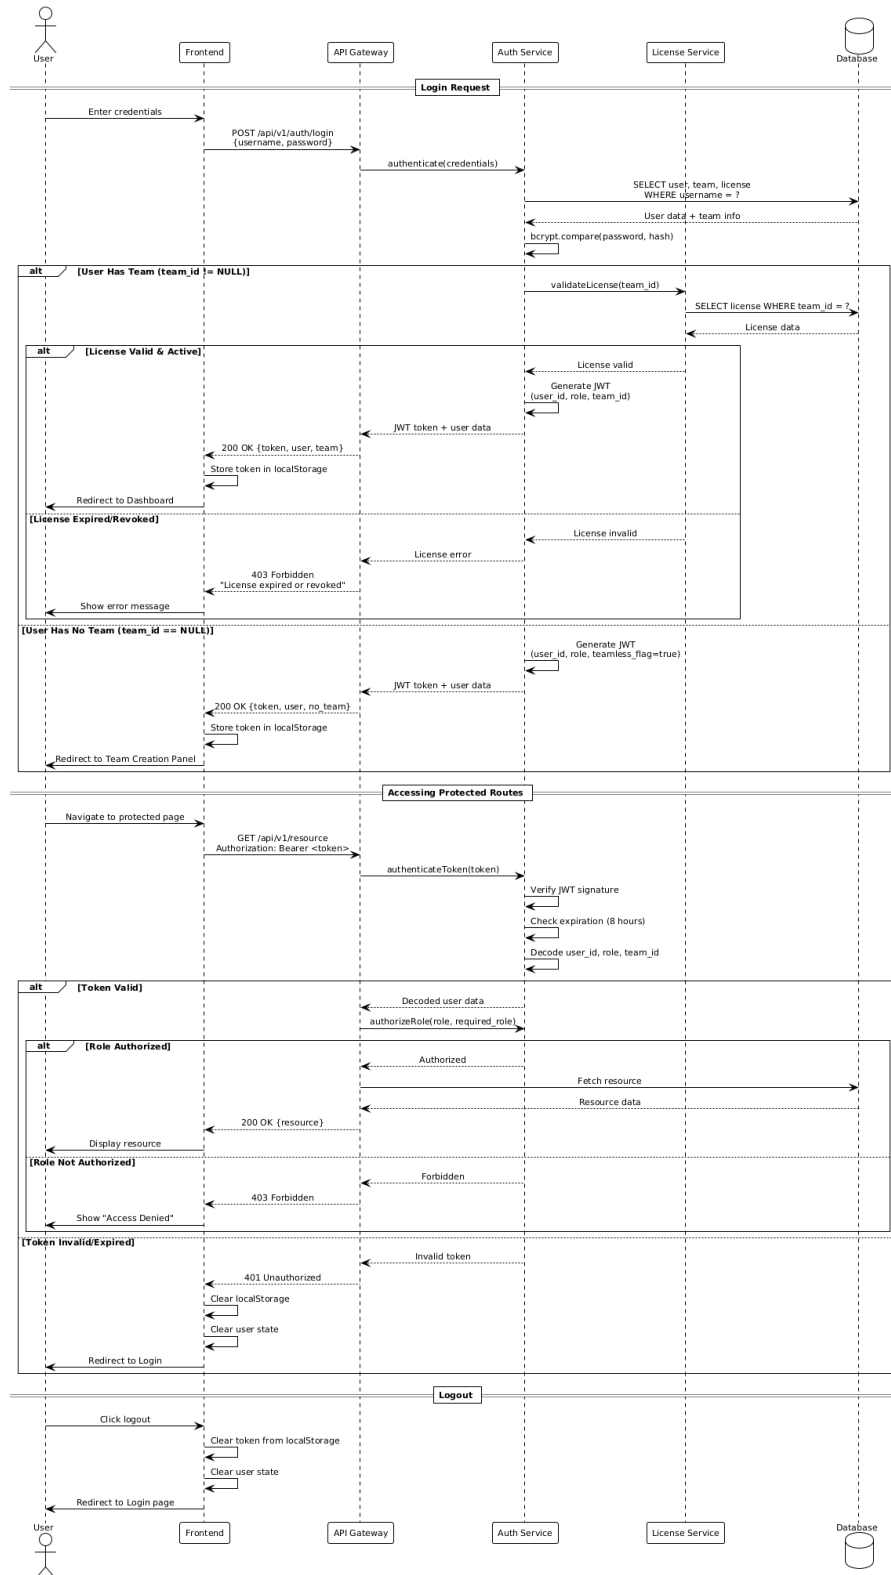 User
Frontend
API Gateway
Auth Service
License Service
Database
Login Request
Enter credentials
POST /api/v1/auth/login
{username, password}
authenticate(credentials)
SELECT user, team, license
WHERE username = ?
User data + team info
bcrypt.compare(password, hash)
alt [User Has Team (team_id != NULL)]
validateLicense(team_id)
SELECT license WHERE team_id = ?
License data
alt [License Valid & Active]
License valid
Generate JWT
(user_id, role, team_id)
JWT token + user data
200 OK {token, user, team}
Store token in localStorage
Redirect to Dashboard
[License Expired/Revoked]
License invalid
License error
403 Forbidden
"License expired or revoked"
Show error message
[User Has No Team (team_id == NULL)]
Generate JWT
(user_id, role, teamless_flag=true)
JWT token + user data
200 OK {token, user, no_team}
Store token in localStorage
Redirect to Team Creation Panel
Accessing Protected Routes
Navigate to protected page
GET /api/v1/resource
Authorization: Bearer <token>
authenticateToken(token)
Verify JWT signature
Check expiration (8 hours)
Decode user_id, role, team_id
alt [Token Valid]
Decoded user data
authorizeRole(role, required_role)
alt [Role Authorized]
Authorized
Fetch resource
Resource data
200 OK {resource}
Display resource
[Role Not Authorized]
Forbidden
403 Forbidden
Show "Access Denied"
[Token Invalid/Expired]
Invalid token
401 Unauthorized
Clear localStorage
Clear user state
Redirect to Login
Logout
Click logout
Clear token from localStorage
Clear user state
Redirect to Login page
User
Frontend
API Gateway
Auth Service
License Service
Database